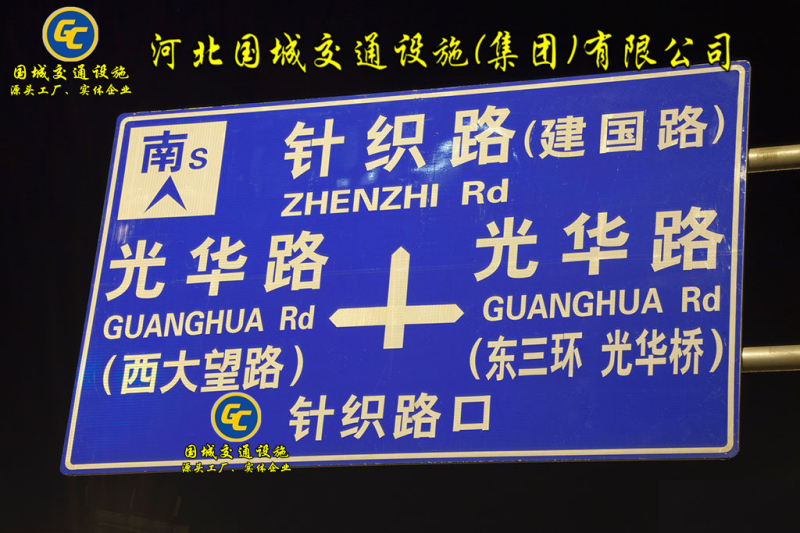 GC
国城交通设施
源头工厂、实体企业
河北国城交通设施(集团)有限公司
南S
针织路(建国路)
ZHENZHI Rd
光华路
GUANGHUA Rd
(西大望路)
光华路
GUANGHUA Rd
(东三环 光华桥)
针织路口
GC
国城交通设施
源头工厂、实体企业